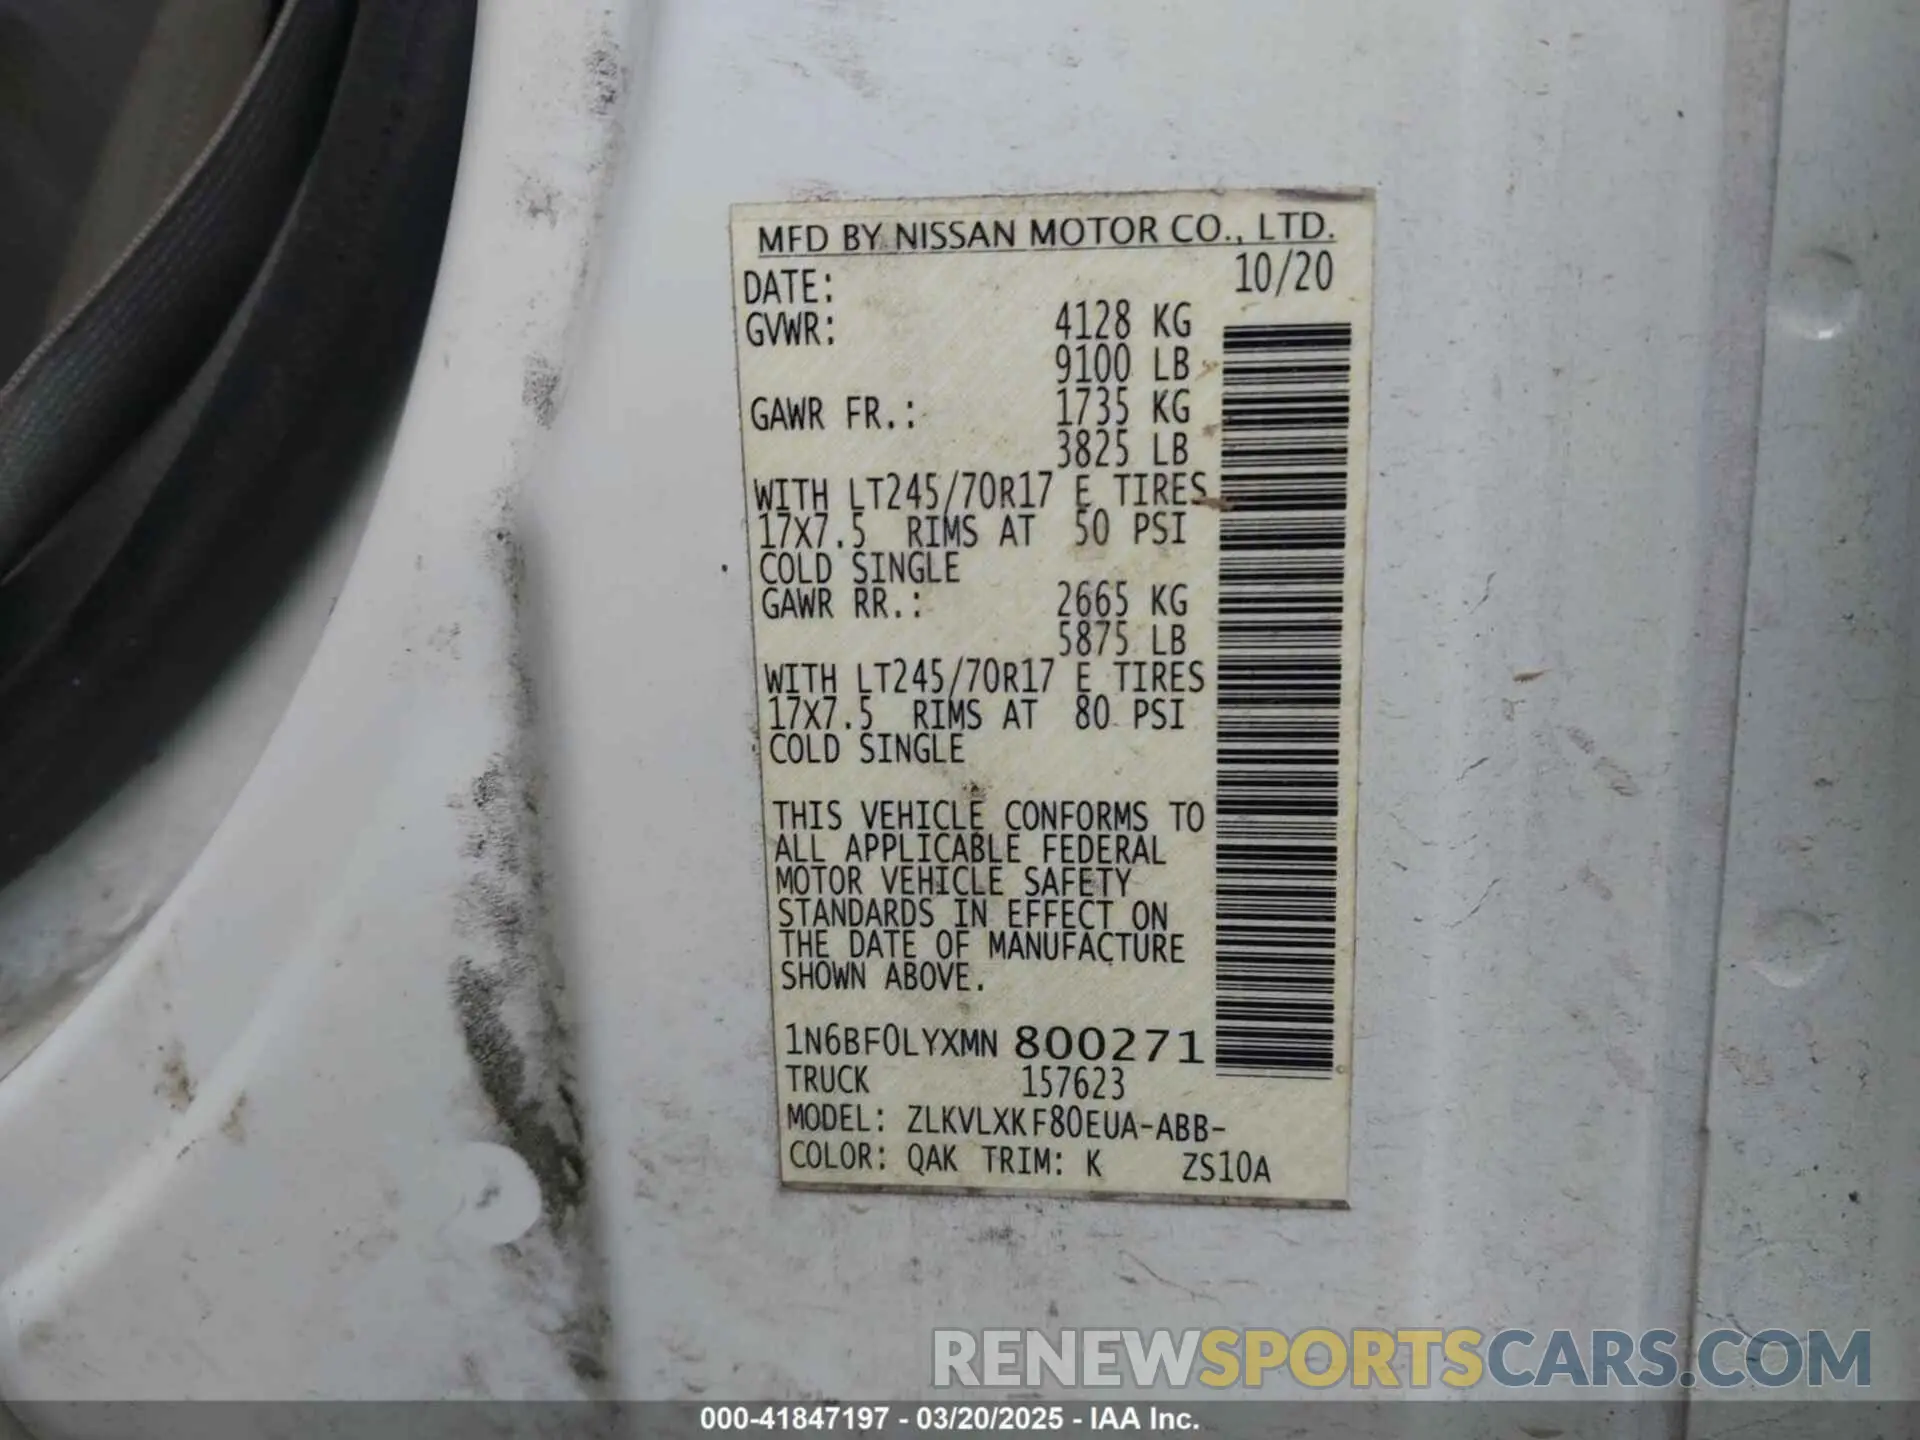 MFD BY NISSAN MOTOR CO., LTD.
DATE: 10/20
GVWR: 4128 KG
9100 LB
GAWR FR.: 1735 KG
3825 LB
WITH LT245/70R17 E TIRES
17X7.5 RIMS AT 50 PSI
COLD SINGLE
GAWR RR.: 2665 KG
5875 LB
WITH LT245/70R17 E TIRES
17X7.5 RIMS AT 80 PSI
COLD SINGLE
THIS VEHICLE CONFORMS TO
ALL APPLICABLE FEDERAL
MOTOR VEHICLE SAFETY
STANDARDS IN EFFECT ON
THE DATE OF MANUFACTURE
SHOWN ABOVE.
1N6BF0LYXMN 800271
TRUCK 157623
MODEL: ZLKVLXKF80EUA-ABB-
COLOR: QAK TRIM: K ZS10A
RENEWSPORTSCARS.COM
000-41847197 - 03/20/2025 - IAA Inc.